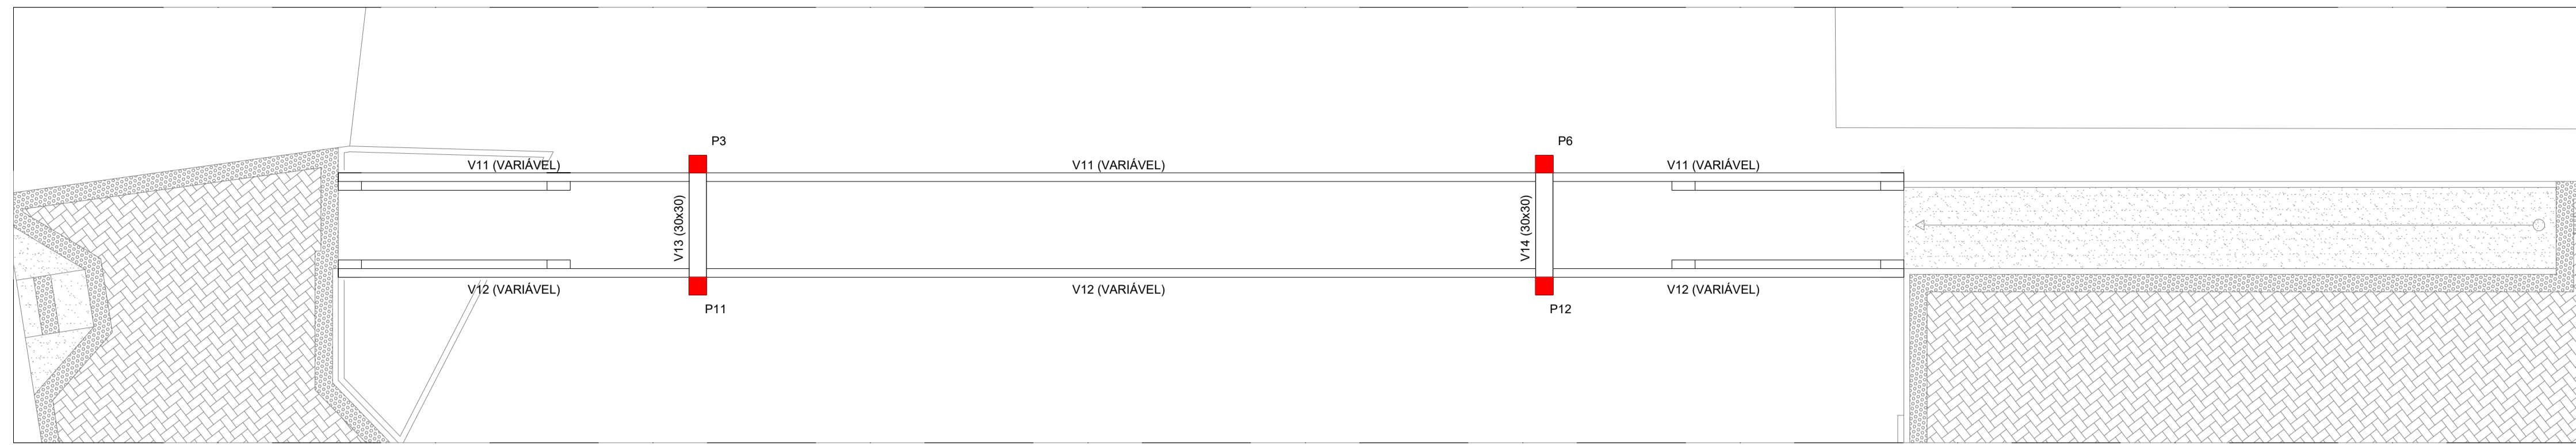 P3
P6
V11 (VARIÁVEL)
V11 (VARIÁVEL)
V11 (VARIÁVEL)
V13 (30x30)
V14 (30x30)
V12 (VARIÁVEL)
V12 (VARIÁVEL)
V12 (VARIÁVEL)
P11
P12